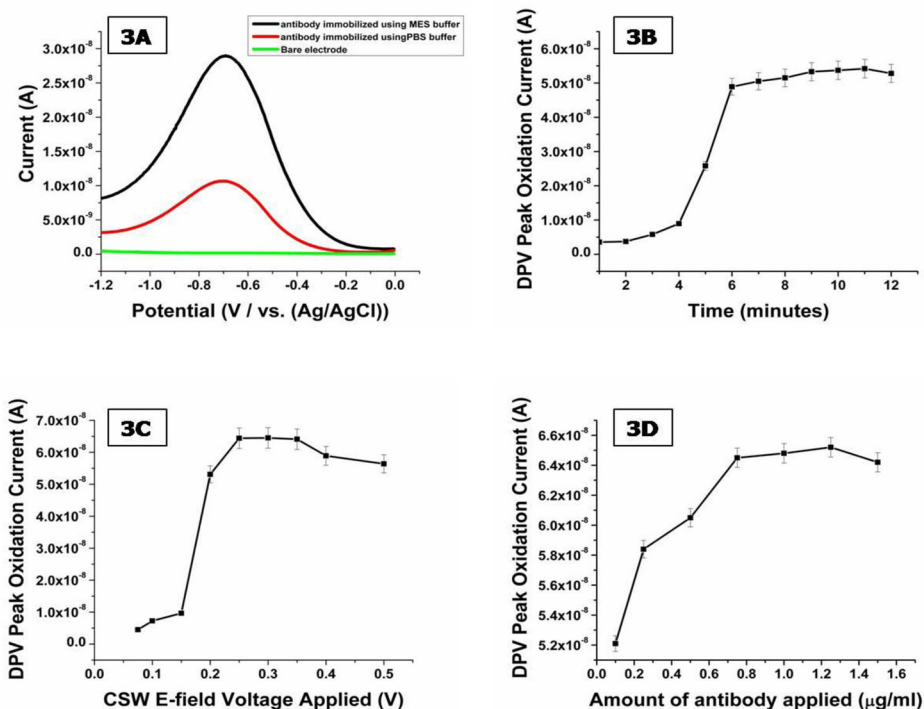 3A
antibody immobilized using MES buffer
antibody immobilized usingPBS buffer
Bare electrode
3.0x10⁻⁸
2.5x10⁻⁸
2.0x10⁻⁸
1.5x10⁻⁸
1.0x10⁻⁸
5.0x10⁻⁹
0.0
Current (A)
-1.2 -1.0 -0.8 -0.6 -0.4 -0.2 0.0
Potential (V / vs. (Ag/AgCl))
3B
6.0x10⁻⁸
5.0x10⁻⁸
4.0x10⁻⁸
3.0x10⁻⁸
2.0x10⁻⁸
1.0x10⁻⁸
0.0
DPV Peak Oxidation Current (A)
2 4 6 8 10 12
Time (minutes)
3C
7.0x10⁻⁸
6.0x10⁻⁸
5.0x10⁻⁸
4.0x10⁻⁸
3.0x10⁻⁸
2.0x10⁻⁸
1.0x10⁻⁸
0.0
DPV Peak Oxidation Current (A)
0.0 0.1 0.2 0.3 0.4 0.5
CSW E-field Voltage Applied (V)
3D
6.6x10⁻⁸
6.4x10⁻⁸
6.2x10⁻⁸
6.0x10⁻⁸
5.8x10⁻⁸
5.6x10⁻⁸
5.4x10⁻⁸
5.2x10⁻⁸
DPV Peak Oxidation Current (A)
0.0 0.2 0.4 0.6 0.8 1.0 1.2 1.4 1.6
Amount of antibody applied (µg/ml)